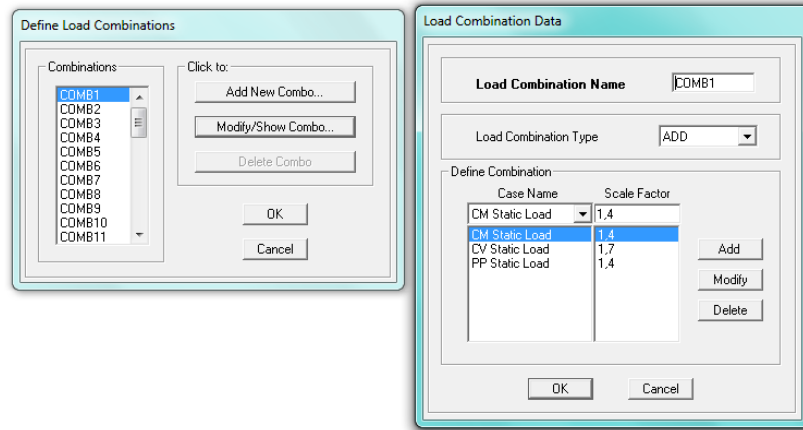 Define Load Combinations
Combinations
COMB1
COMB2
COMB3
COMB4
COMB5
COMB6
COMB7
COMB8
COMB9
COMB10
COMB11
Click to:
Add New Combo...
Modify/Show Combo...
Delete Combo
OK
Cancel
Load Combination Data
Load Combination Name COMB1
Load Combination Type ADD
Define Combination
Case Name Scale Factor
CM Static Load 1,4
CM Static Load 1,4
CV Static Load 1,7
PP Static Load 1,4
Add
Modify
Delete
OK Cancel